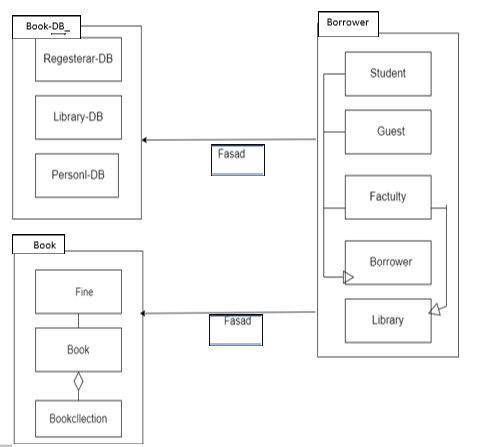 Book-DB_
Regesterar-DB
Library-DB
Personl-DB
Borrower
Student
Guest
Factulty
Borrower
Library
Fasad
Fasad
Book
Fine
Book
Bookcllection